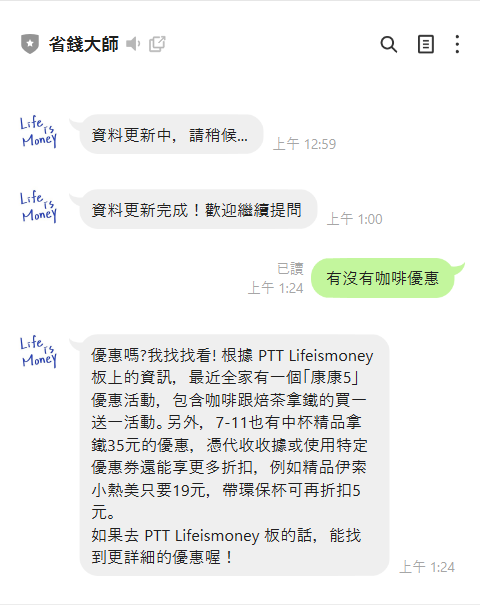 省錢大師
Life is Money
資料更新中，請稍候...
上午 12:59
Life is Money
資料更新完成！歡迎繼續提問
上午 1:00
已讀
上午 1:24
有沒有咖啡優惠
Life is Money
優惠嗎?我找找看! 根據 PTT Lifeismoney
板上的資訊，最近全家有一個「康康5」
優惠活動，包含咖啡跟焙茶拿鐵的買一
送一活動。另外，7-11也有中杯精品拿
鐵35元的優惠，憑代收收據或使用特定
優惠券還能享更多折扣，例如精品伊索
小熱美只要19元，帶環保杯可再折扣5
元。
如果去 PTT Lifeismoney 板的話，能找
到更詳細的優惠喔！
上午 1:24